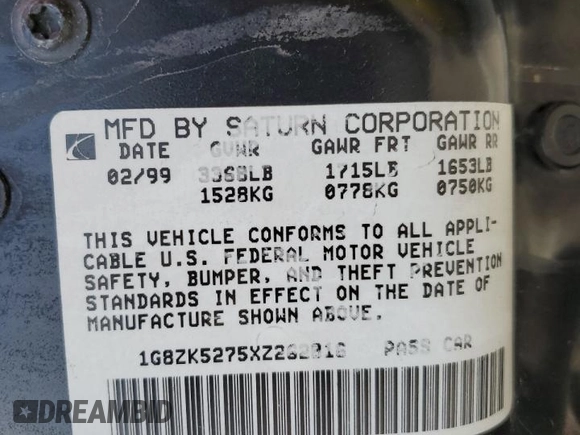 MFD BY SATURN CORPORATION
DATE GVWR GAWR FRT GAWR RR
02/99 3368LB 1715LB 1653LB
1528KG 0778KG 0750KG
THIS VEHICLE CONFORMS TO ALL APPLI-
CABLE U.S. FEDERAL MOTOR VEHICLE
SAFETY, BUMPER, AND THEFT PREVENTION
STANDARDS IN EFFECT ON THE DATE OF
MANUFACTURE SHOWN ABOVE.
PASS CAR
DREAMBID